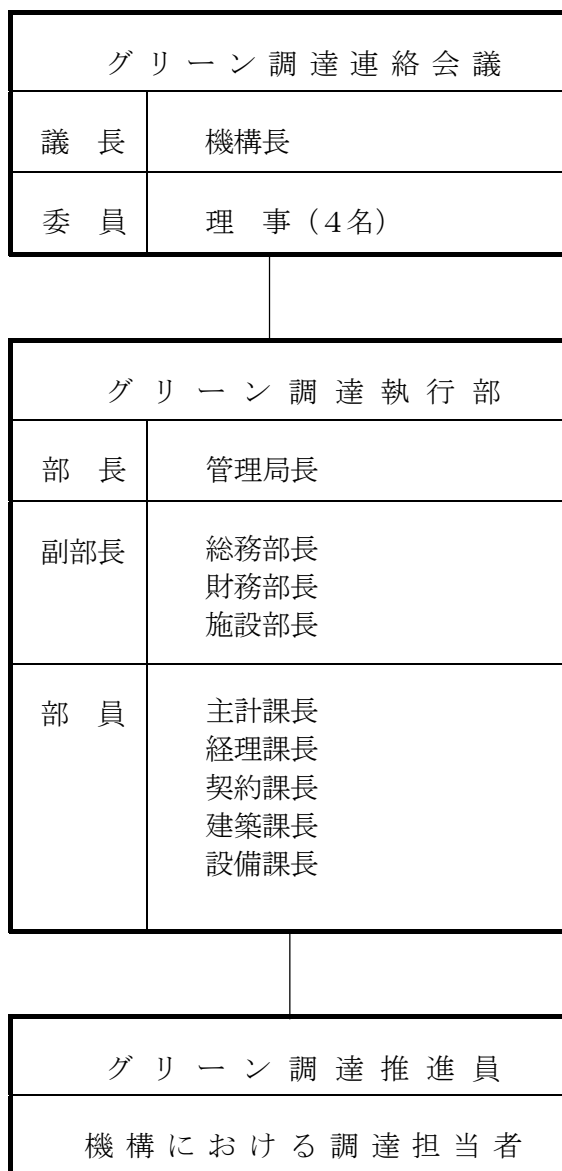 グリーン調達連絡会議
議　長　機構長
委　員　理　事（４名）
グリーン調達執行部
部　長　管理局長
副部長　総務部長
財務部長
施設部長
部　員　主計課長
経理課長
契約課長
建築課長
設備課長
グリーン調達推進員
機構における調達担当者